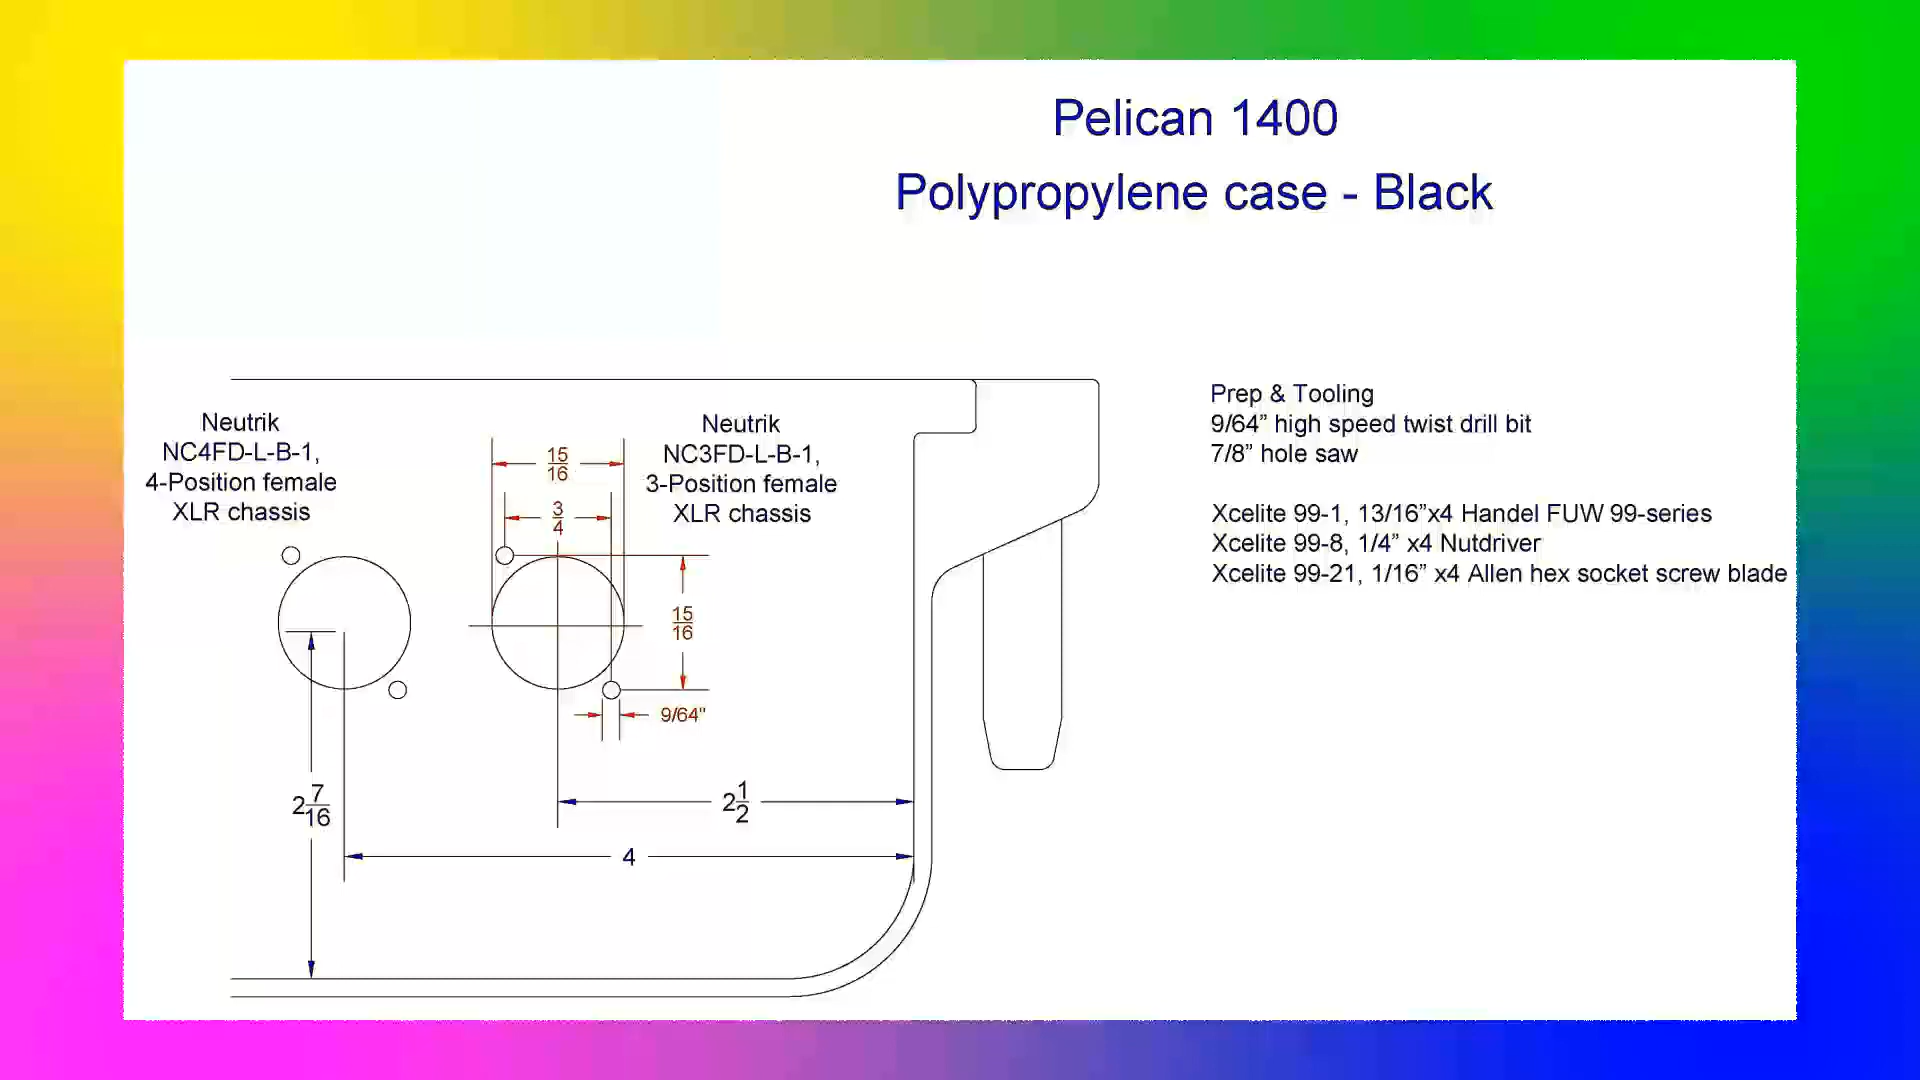 Pelican 1400
Polypropylene case - Black
Neutrik
NC4FD-L-B-1,
4-Position female
XLR chassis
Neutrik
NC3FD-L-B-1,
3-Position female
XLR chassis
15/16
3/4
15/16
9/64"
2 7/16
2 1/2
4
Prep & Tooling
9/64” high speed twist drill bit
7/8” hole saw
Xcelite 99-1, 13/16”x4 Handel FUW 99-series
Xcelite 99-8, 1/4” x4 Nutdriver
Xcelite 99-21, 1/16” x4 Allen hex socket screw blade